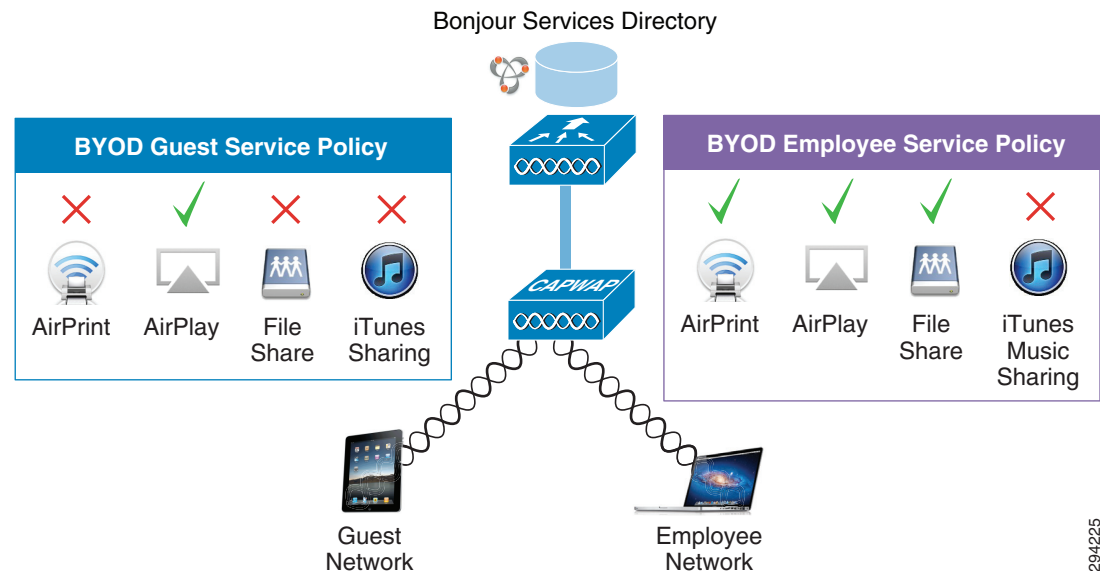 Bonjour Services Directory
BYOD Guest Service Policy
AirPrint
AirPlay
File
Share
iTunes
Sharing
CAPWAP
BYOD Employee Service Policy
AirPrint
AirPlay
File
Share
iTunes
Music
Sharing
Guest
Network
Employee
Network
294225